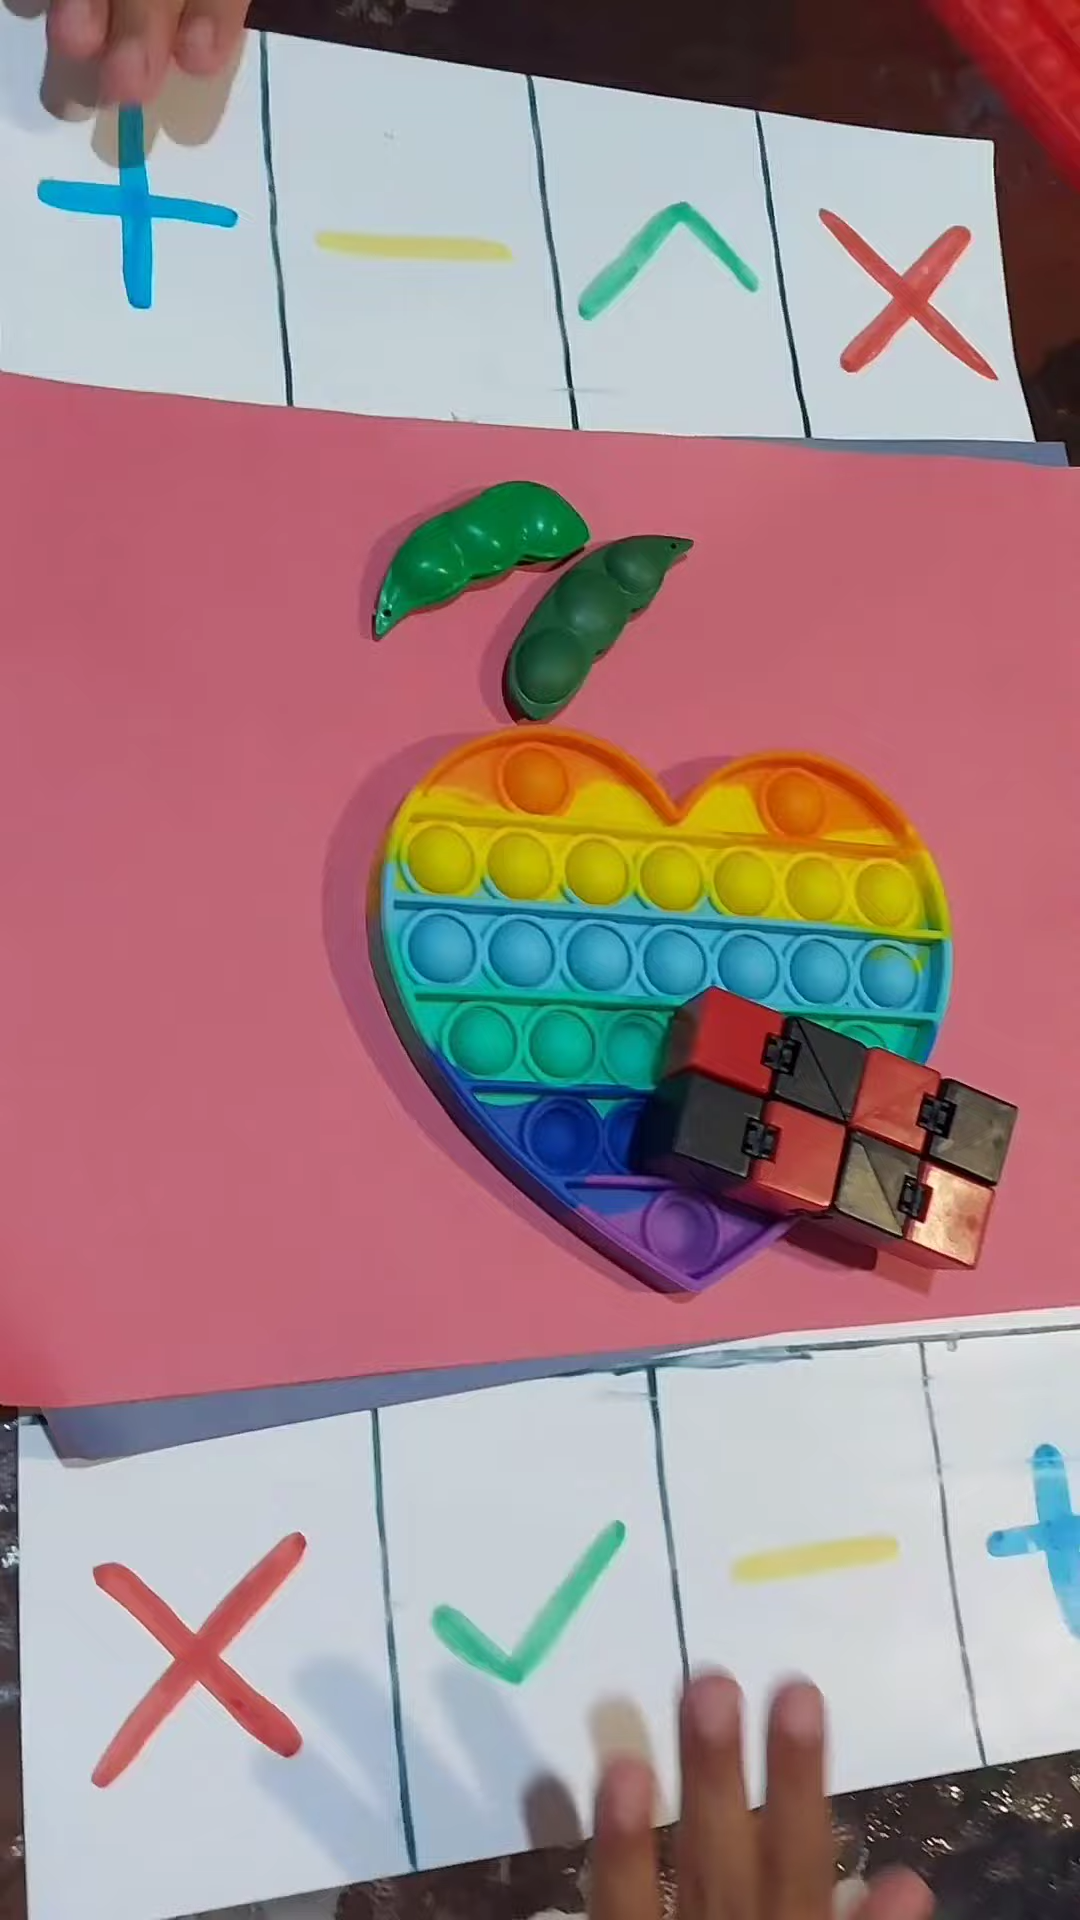 + − ^ ×
× ✓ − +